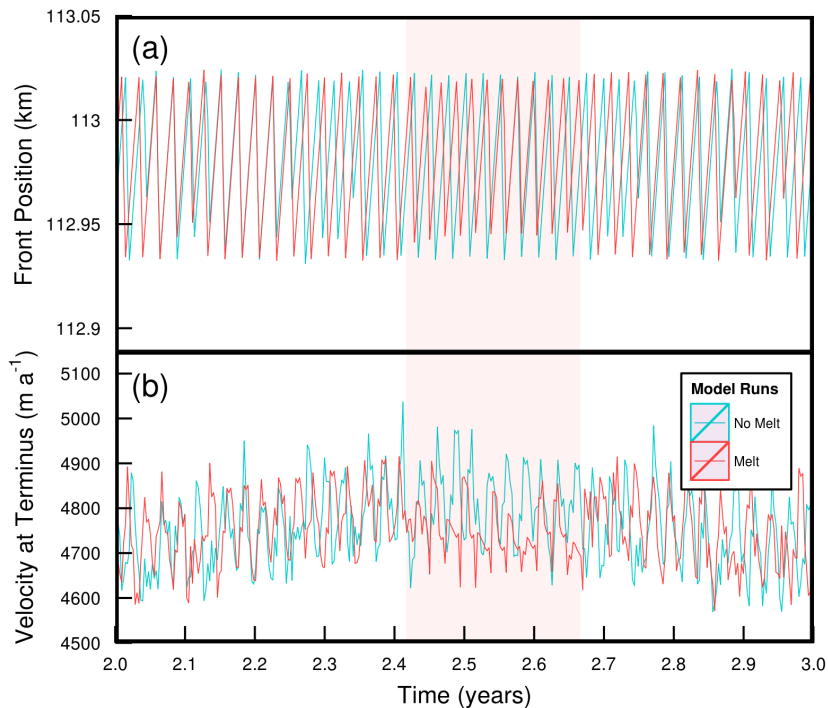 113.05
(a)
113
112.95
112.9
Front Position (km)
(b)
5100
5000
4900
4800
4700
4600
4500
Velocity at Terminus (m a⁻¹)
Model Runs
No Melt
Melt
2.0 2.1 2.2 2.3 2.4 2.5 2.6 2.7 2.8 2.9 3.0
Time (years)